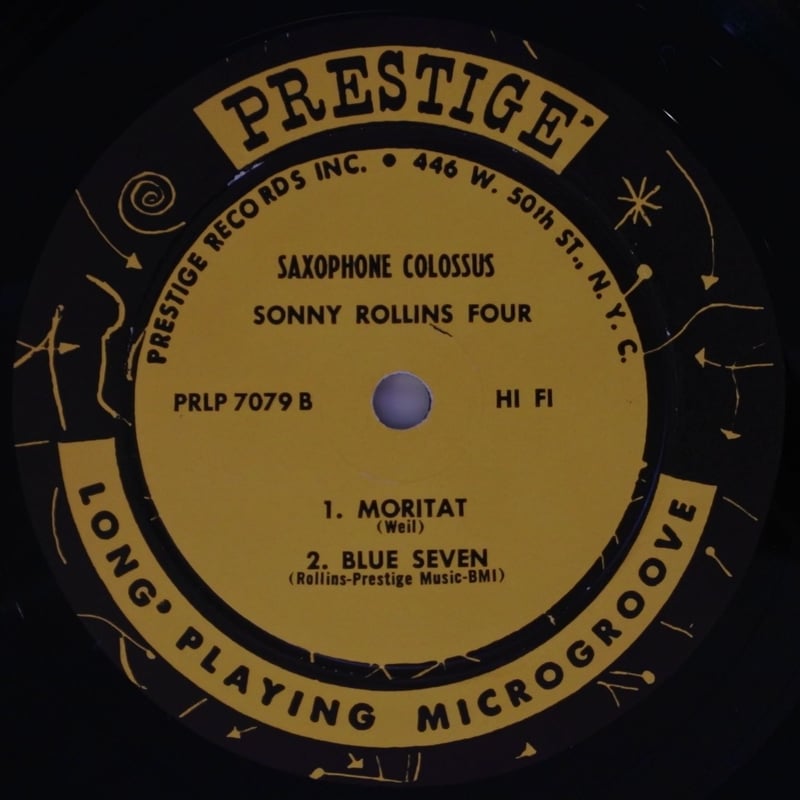 PRESTIGE
PRESTIGE RECORDS INC. • 446 W. 50th ST., N.Y.C.
SAXOPHONE COLOSSUS
SONNY ROLLINS FOUR
PRLP 7079 B
HI FI
1. MORITAT
(Weil)
2. BLUE SEVEN
(Rollins-Prestige Music-BMI)
LONG PLAYING MICROGROOVE